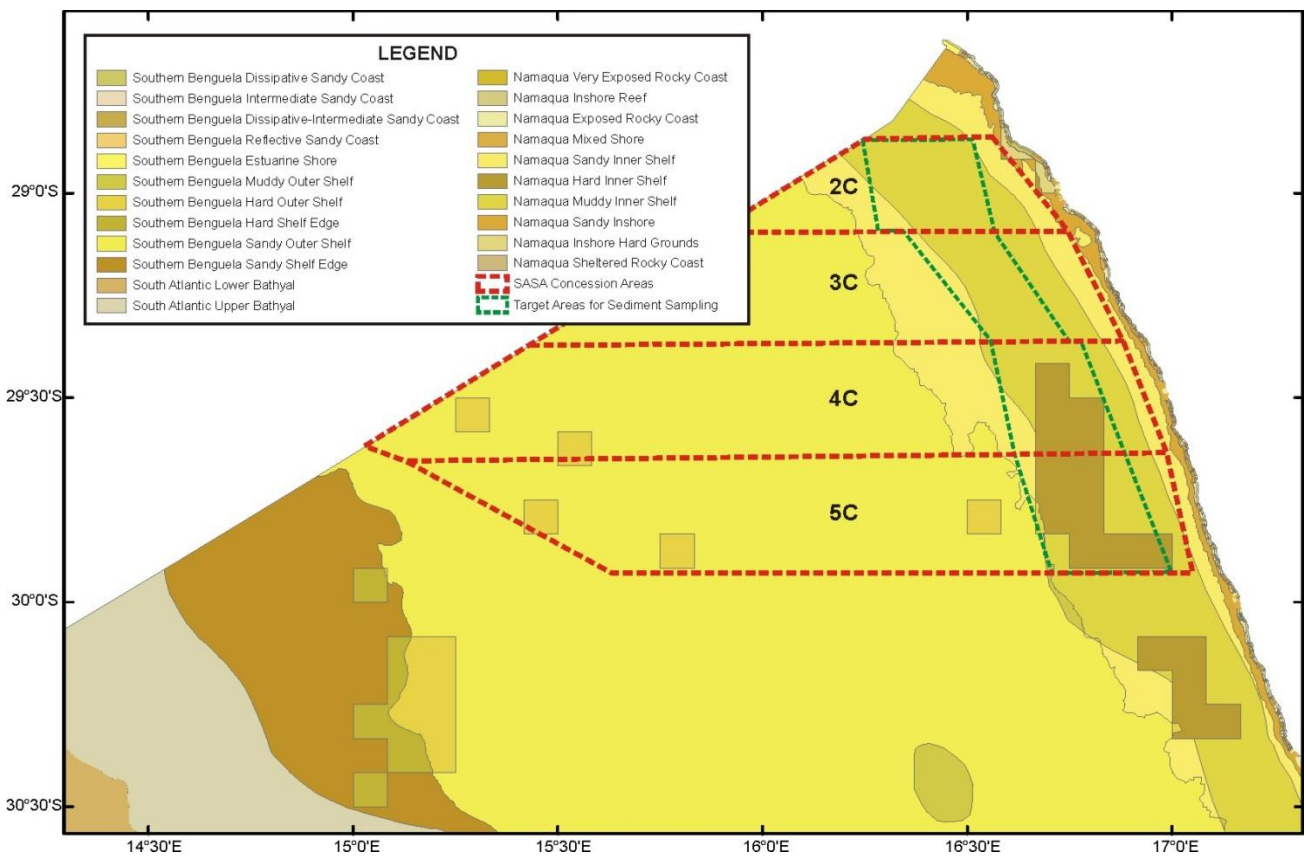 LEGEND
Southern Benguela Dissipative Sandy Coast
Southern Benguela Intermediate Sandy Coast
Southern Benguela Dissipative-Intermediate Sandy Coast
Southern Benguela Reflective Sandy Coast
Southern Benguela Estuarine Shore
Southern Benguela Muddy Outer Shelf
Southern Benguela Hard Outer Shelf
Southern Benguela Hard Shelf Edge
Southern Benguela Sandy Outer Shelf
Southern Benguela Sandy Shelf Edge
South Atlantic Lower Bathyal
South Atlantic Upper Bathyal
Namaqua Very Exposed Rocky Coast
Namaqua Inshore Reef
Namaqua Exposed Rocky Coast
Namaqua Mixed Shore
Namaqua Sandy Inner Shelf
Namaqua Hard Inner Shelf
Namaqua Muddy Inner Shelf
Namaqua Sandy Inshore
Namaqua Inshore Hard Grounds
Namaqua Sheltered Rocky Coast
SASA Concession Areas
Target Areas for Sediment Sampling
2C
3C
4C
5C
29°0'S
29°30'S
30°0'S
30°30'S
14°30'E
15°0'E
15°30'E
16°0'E
16°30'E
17°0'E